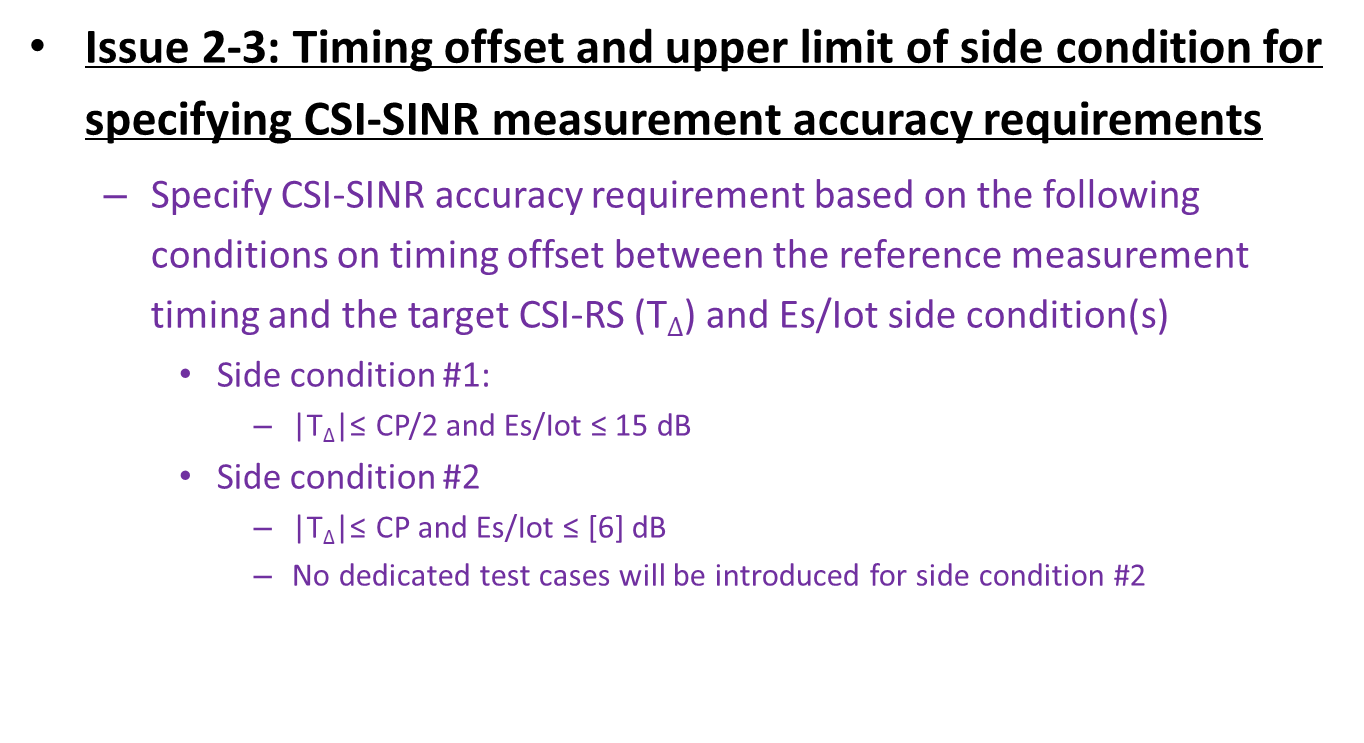 • Issue 2-3: Timing offset and upper limit of side condition for
specifying CSI-SINR measurement accuracy requirements
– Specify CSI-SINR accuracy requirement based on the following
conditions on timing offset between the reference measurement
timing and the target CSI-RS (TΔ) and Es/Iot side condition(s)
• Side condition #1:
– |TΔ|≤ CP/2 and Es/Iot ≤ 15 dB
• Side condition #2
– |TΔ|≤ CP and Es/Iot ≤ [6] dB
– No dedicated test cases will be introduced for side condition #2